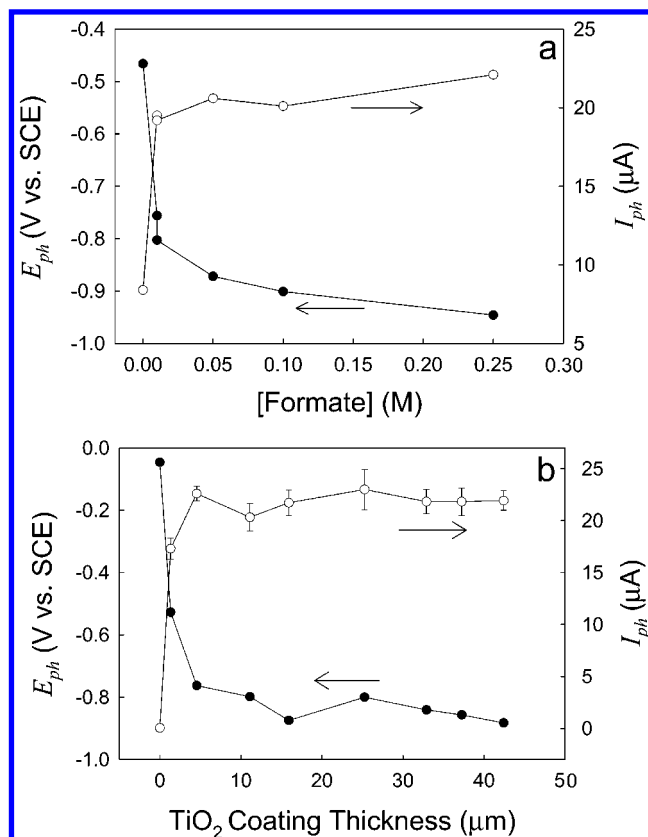 a
-0.4
-0.5
-0.6
-0.7
-0.8
-0.9
-1.0
E_ph (V vs. SCE)
25
20
15
10
5
I_ph (μA)
0.00 0.05 0.10 0.15 0.20 0.25 0.30
[Formate] (M)
b
0.0
-0.2
-0.4
-0.6
-0.8
-1.0
E_ph (V vs. SCE)
25
20
15
10
5
0
I_ph (μA)
0 10 20 30 40 50
TiO₂ Coating Thickness (μm)